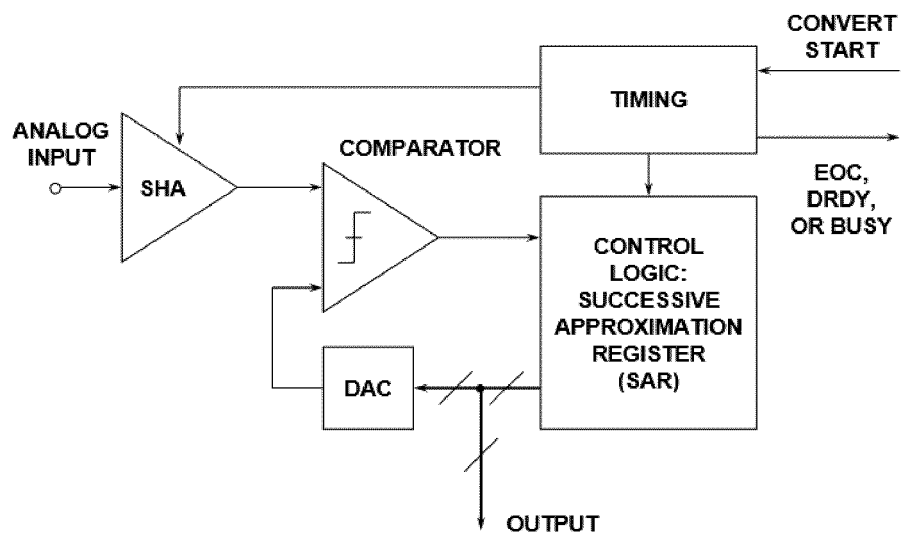 CONVERT
START
TIMING
ANALOG
INPUT
COMPARATOR
SHA
EOC,
DRDY,
OR BUSY
CONTROL
LOGIC:
SUCCESSIVE
APPROXIMATION
REGISTER
(SAR)
DAC
OUTPUT